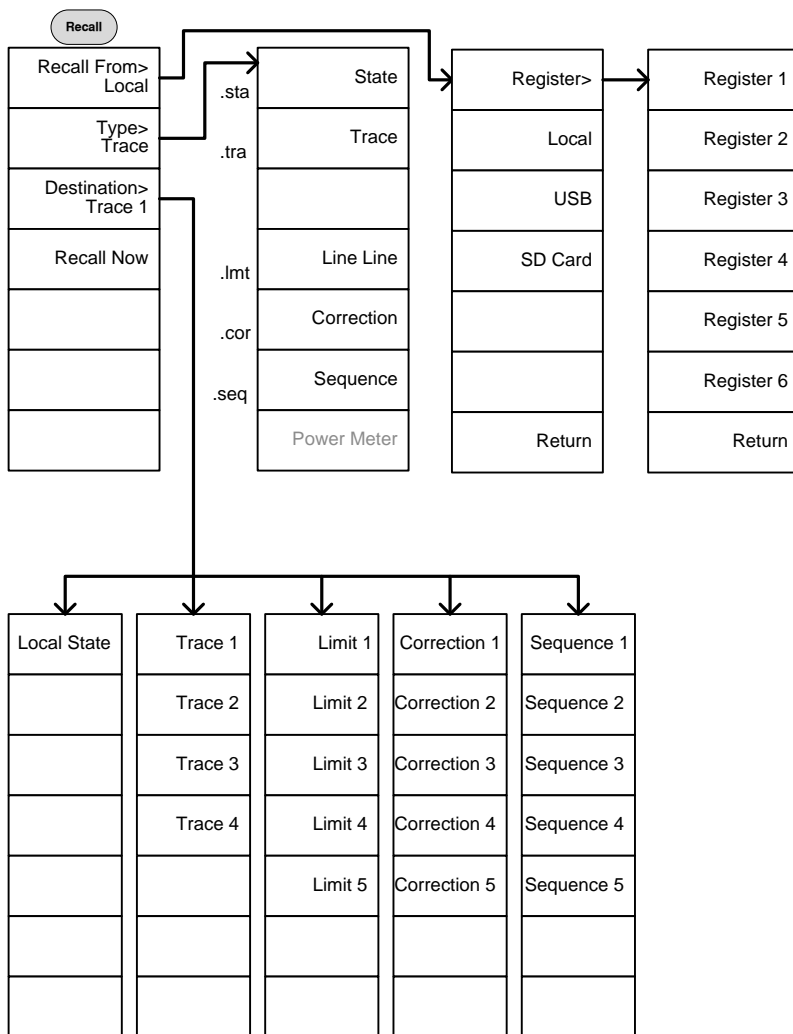 Recall
Recall From>
Local
Type>
Trace
Destination>
Trace 1
Recall Now
.sta
.tra
.lmt
.cor
.seq
State
Trace
Line Line
Correction
Sequence
Power Meter
Register>
Local
USB
SD Card
Return
Register 1
Register 2
Register 3
Register 4
Register 5
Register 6
Return
Local State
Trace 1
Trace 2
Trace 3
Trace 4
Limit 1
Limit 2
Limit 3
Limit 4
Limit 5
Correction 1
Correction 2
Correction 3
Correction 4
Correction 5
Sequence 1
Sequence 2
Sequence 3
Sequence 4
Sequence 5